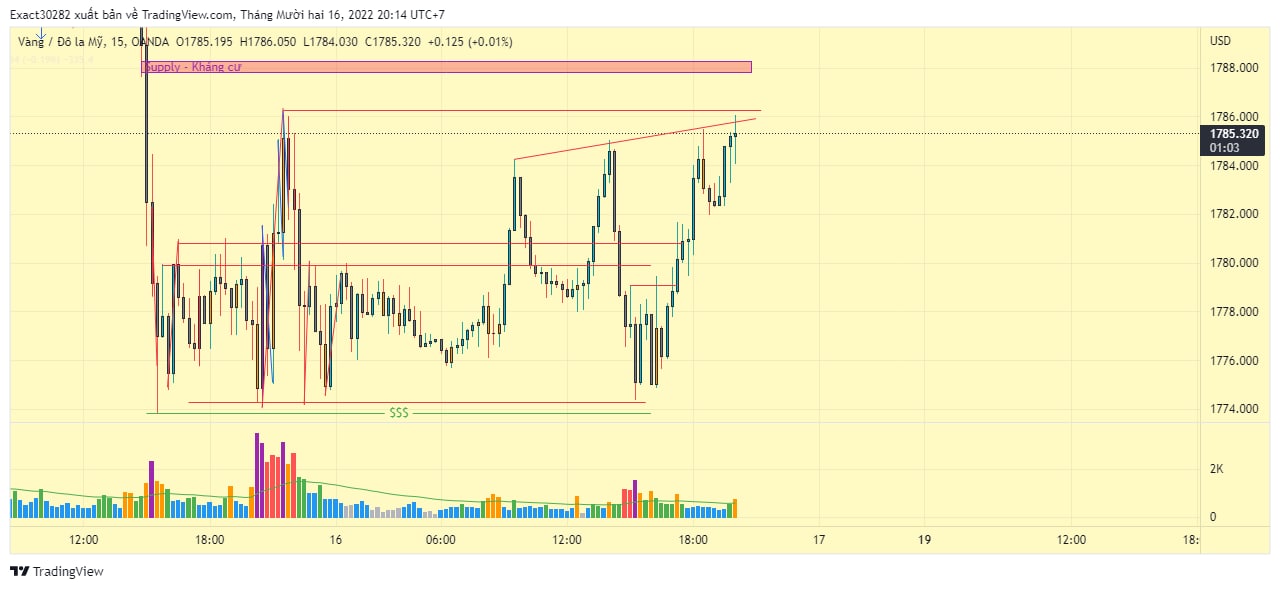 Exact30282 xuất bản về TradingView.com, Tháng Mười hai 16, 2022 20:14 UTC+7
Vàng / Đô la Mỹ, 15, OANDA O1785.195 H1786.050 L1784.030 C1785.320 +0.125 (+0.01%)
USD
Supply - Kháng cự
1788.000
1786.000
1785.320
01:03
1784.000
1782.000
1780.000
1778.000
1776.000
1774.000
$$$
2K
0
12:00 18:00 16 06:00 12:00 18:00 17 19 12:00 18:
TradingView